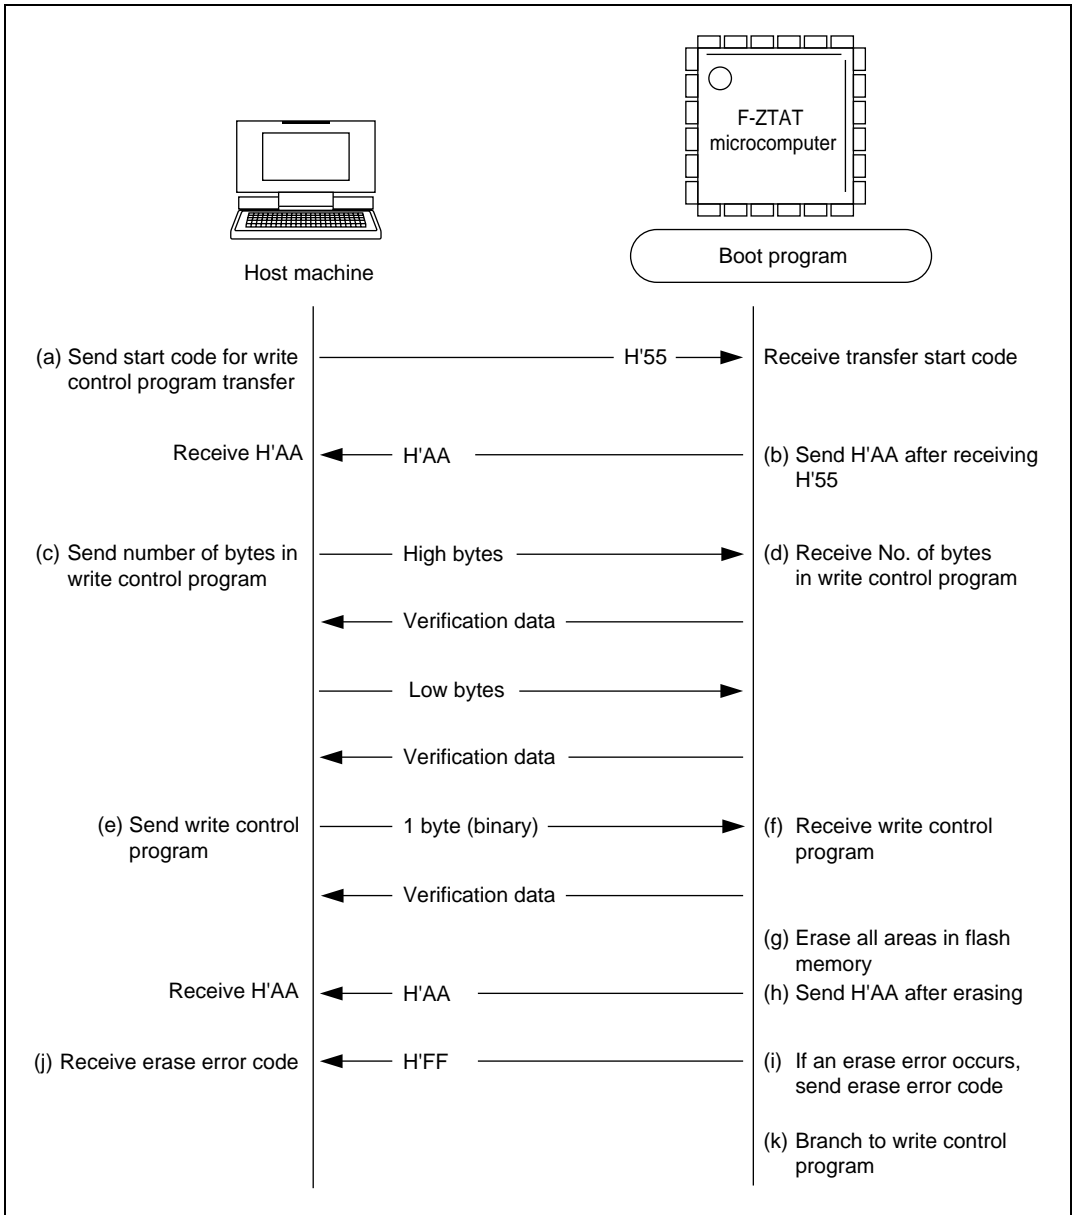 F-ZTAT
microcomputer
Boot program
Host machine
(a) Send start code for write
control program transfer
H'55
Receive transfer start code
Receive H'AA
H'AA
(b) Send H'AA after receiving
H'55
(c) Send number of bytes in
write control program
High bytes
(d) Receive No. of bytes
in write control program
Verification data
Low bytes
Verification data
(e) Send write control
program
1 byte (binary)
(f) Receive write control
program
Verification data
(g) Erase all areas in flash
memory
Receive H'AA
H'AA
(h) Send H'AA after erasing
(j) Receive erase error code
H'FF
(i) If an erase error occurs,
send erase error code
(k) Branch to write control
program